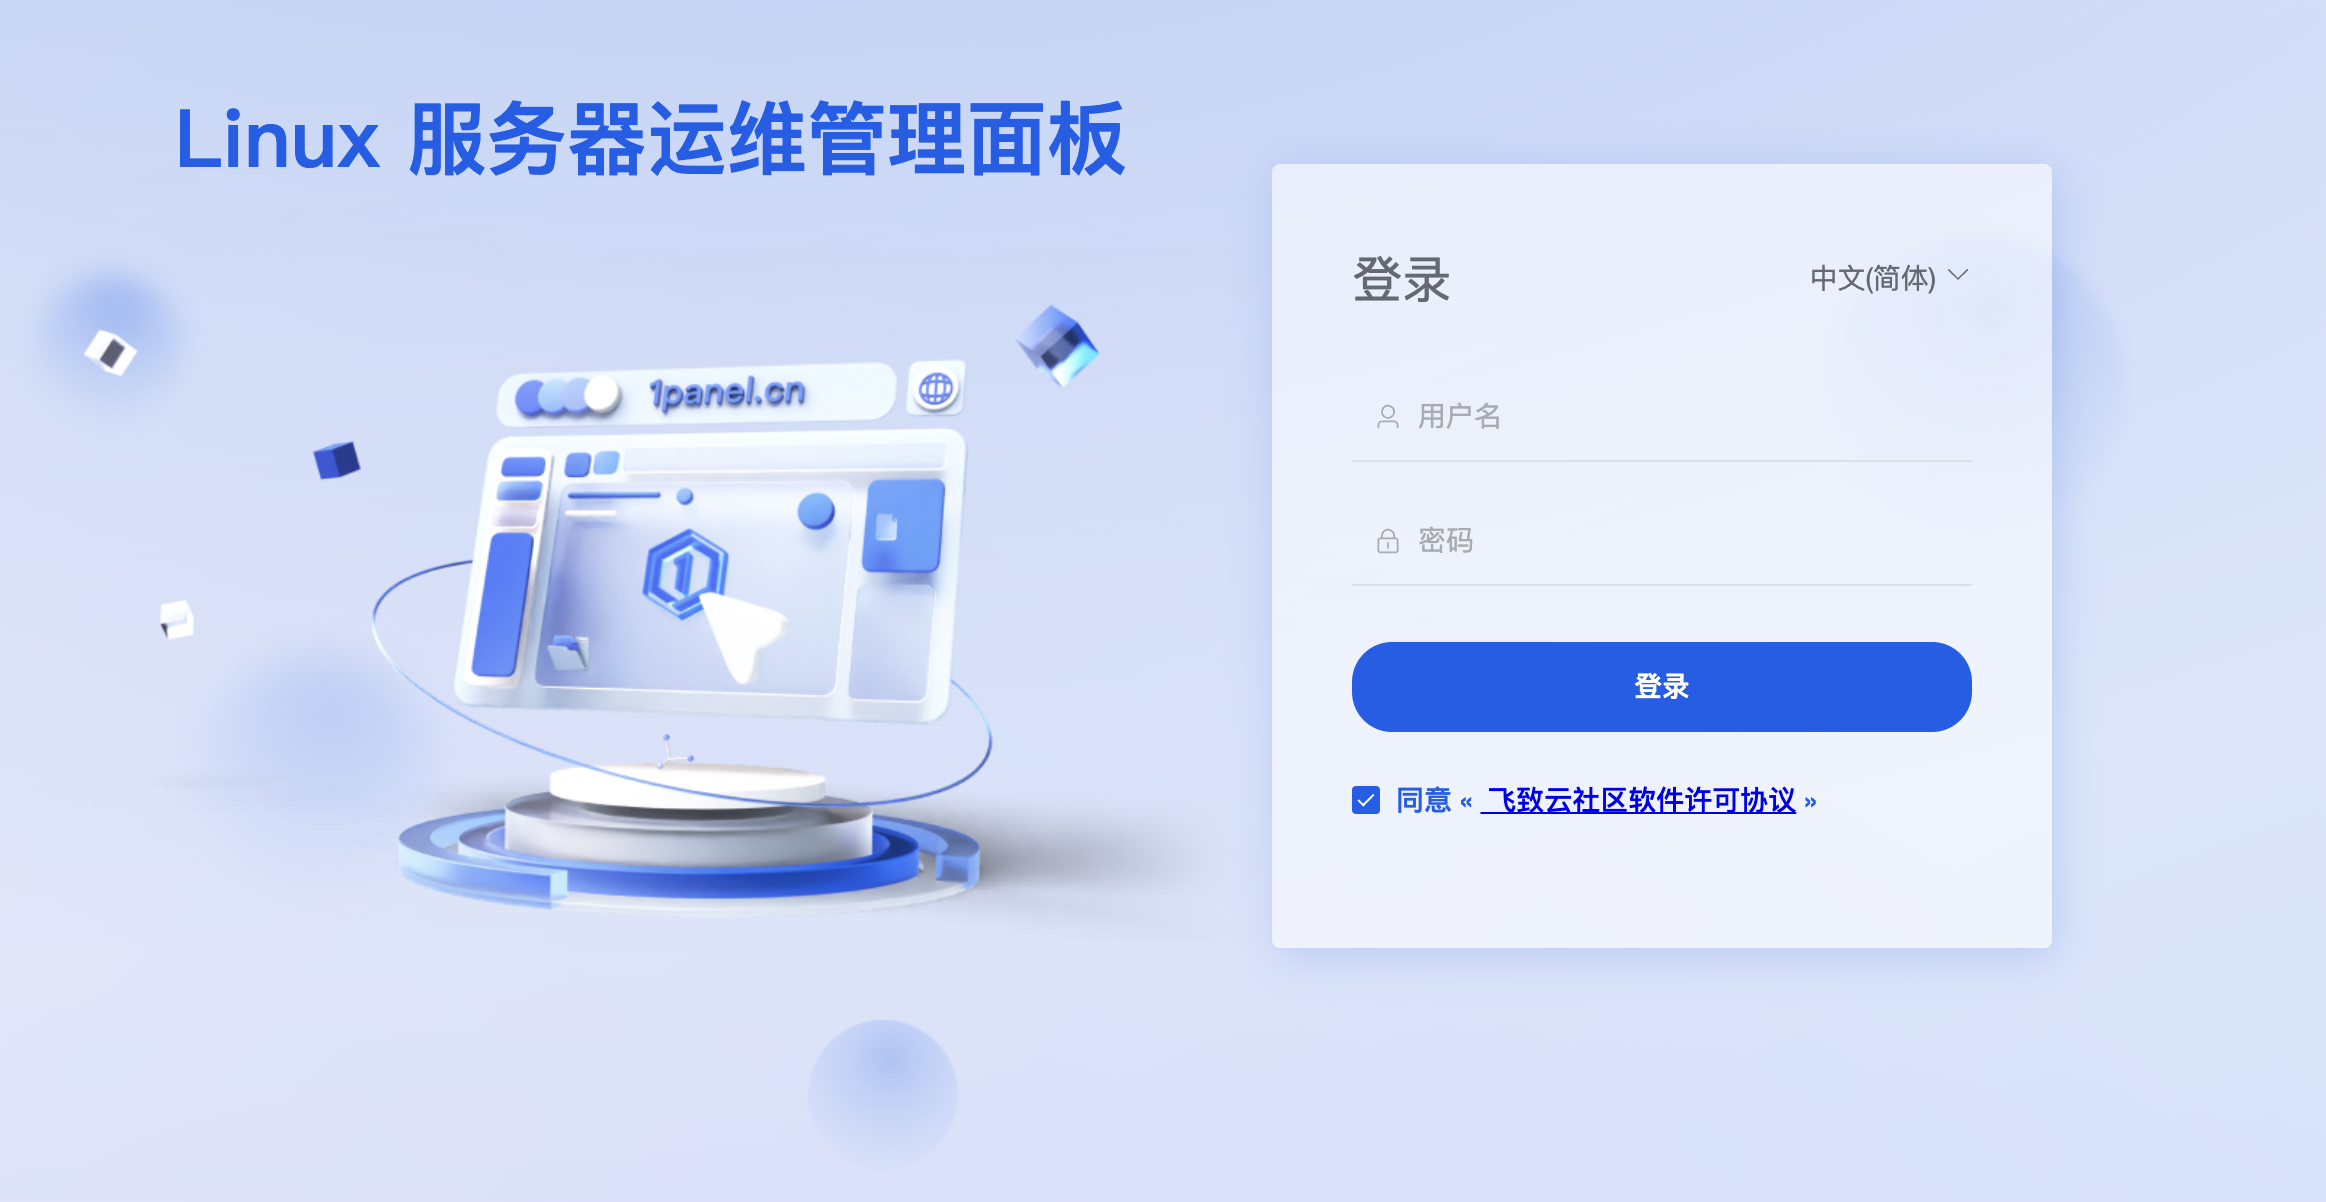 Linux 服务器运维管理面板
1panel.cn
登录
中文(简体)
用户名
密码
登录
同意 « 飞致云社区软件许可协议 »